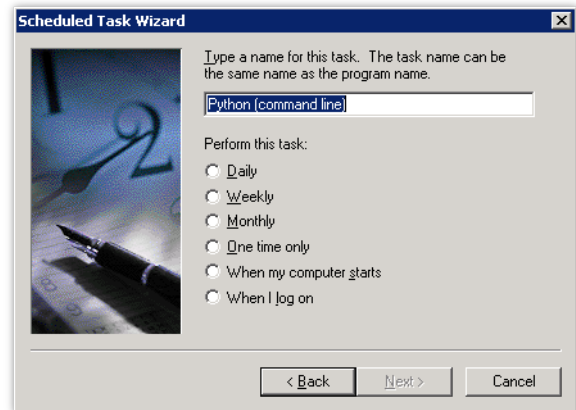 Scheduled Task Wizard
Type a name for this task. The task name can be
the same name as the program name.
Python (command line)
Perform this task:
Daily
Weekly
Monthly
One time only
When my computer starts
When I log on
< Back
Next >
Cancel